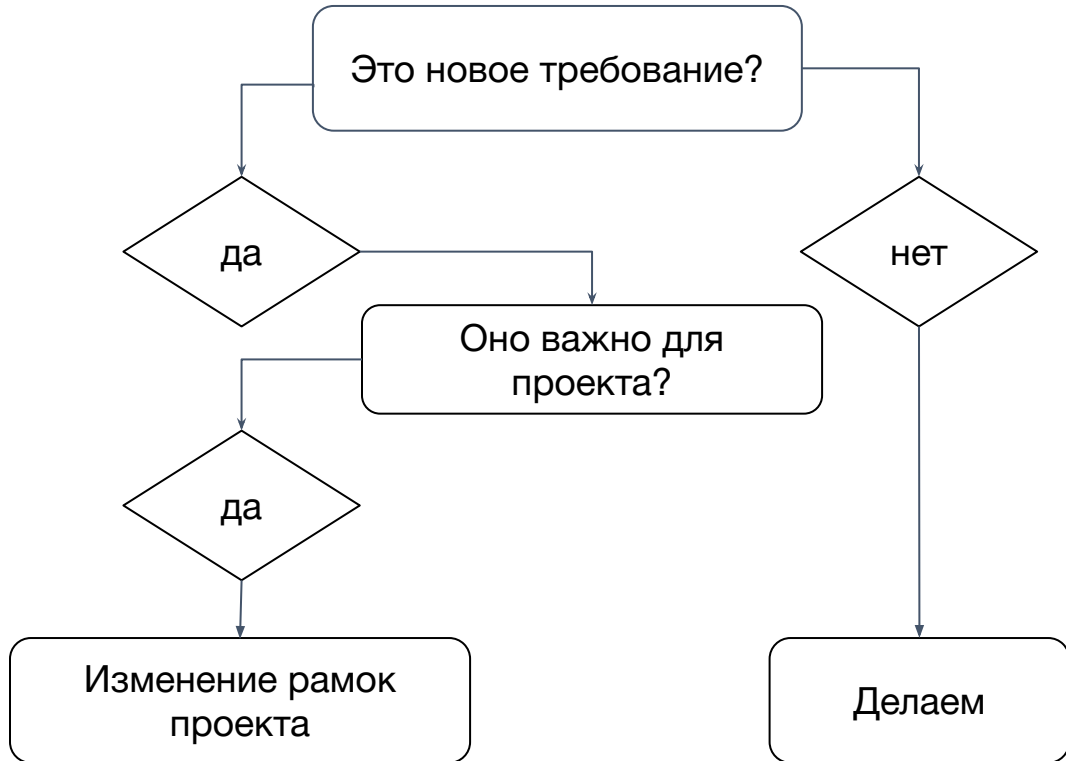 Это новое требование?
да
нет
Оно важно для
проекта?
да
Изменение рамок
проекта
Делаем